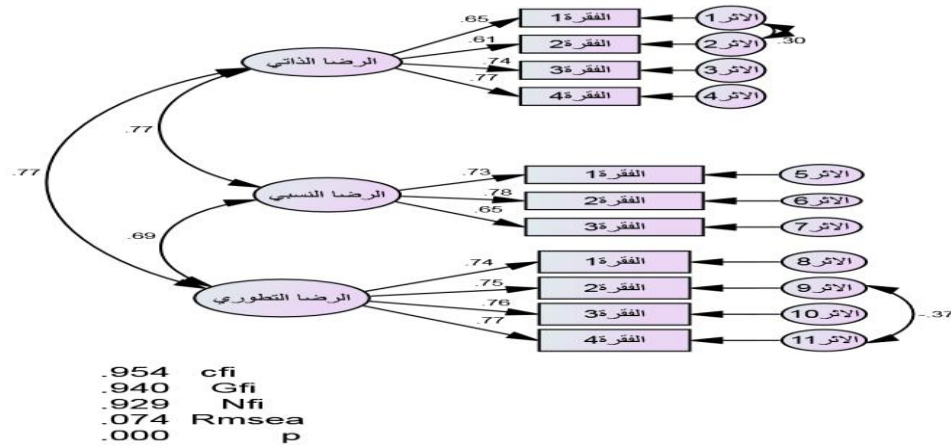 .65
الفقرة1
الاثر1
.61
الفقرة2
الاثر2
.30
.74
الفقرة3
الاثر3
الرضا الذاتي
.77
الفقرة4
الاثر4
.77
.77
.73
الفقرة1
الاثر5
الرضا النسبي
.78
الفقرة2
الاثر6
.65
الفقرة3
الاثر7
.69
.74
الفقرة1
الاثر8
الرضا التطوري
.75
الفقرة2
الاثر9
.76
الفقرة3
الاثر10
-.37
.77
الفقرة4
الاثر11
.954 cfi
.940 Gfi
.929 Nfi
.074 Rmsea
.000 p